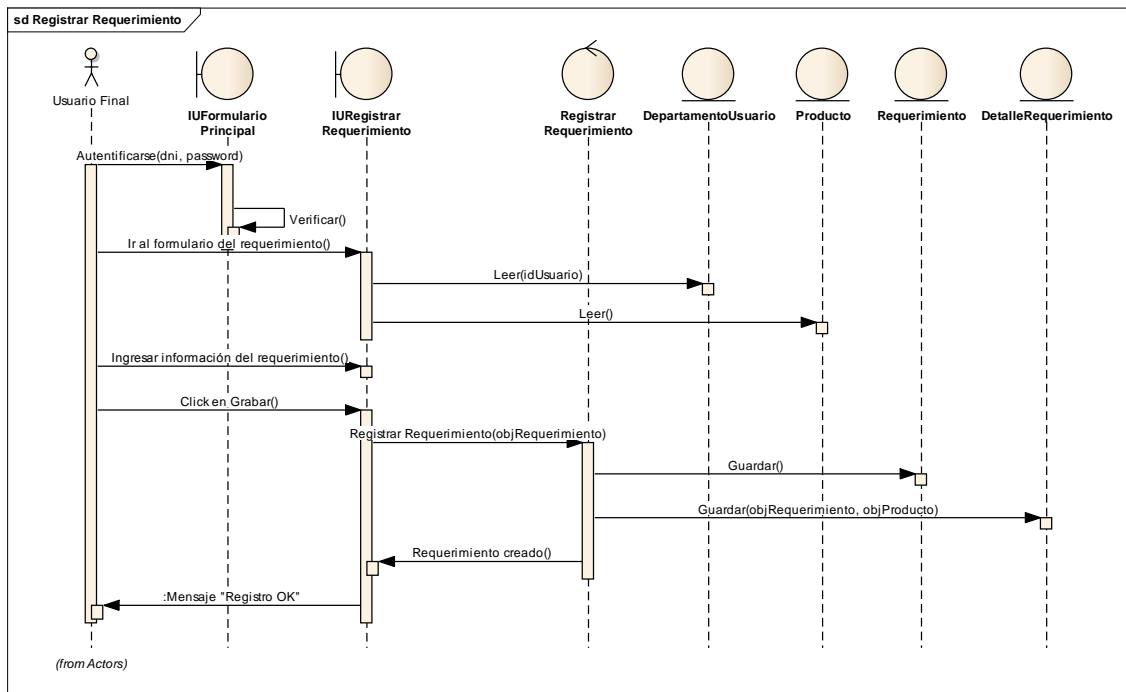 sd Registrar Requerimiento
Usuario Final
IUFormulario
Principal
IURegistrar
Requerimiento
Registrar
Requerimiento
DepartamentoUsuario
Producto
Requerimiento
DetalleRequerimiento
Autentificarse(dni, password)
Verificar()
Ir al formulario del requerimiento()
Leer(idUsuario)
Leer()
Ingresar información del requerimiento()
Click en Grabar()
Registrar Requerimiento(objRequerimiento)
Guardar()
Guardar(objRequerimiento, objProducto)
Requerimiento creado()
:Mensaje "Registro OK"
(from Actors)